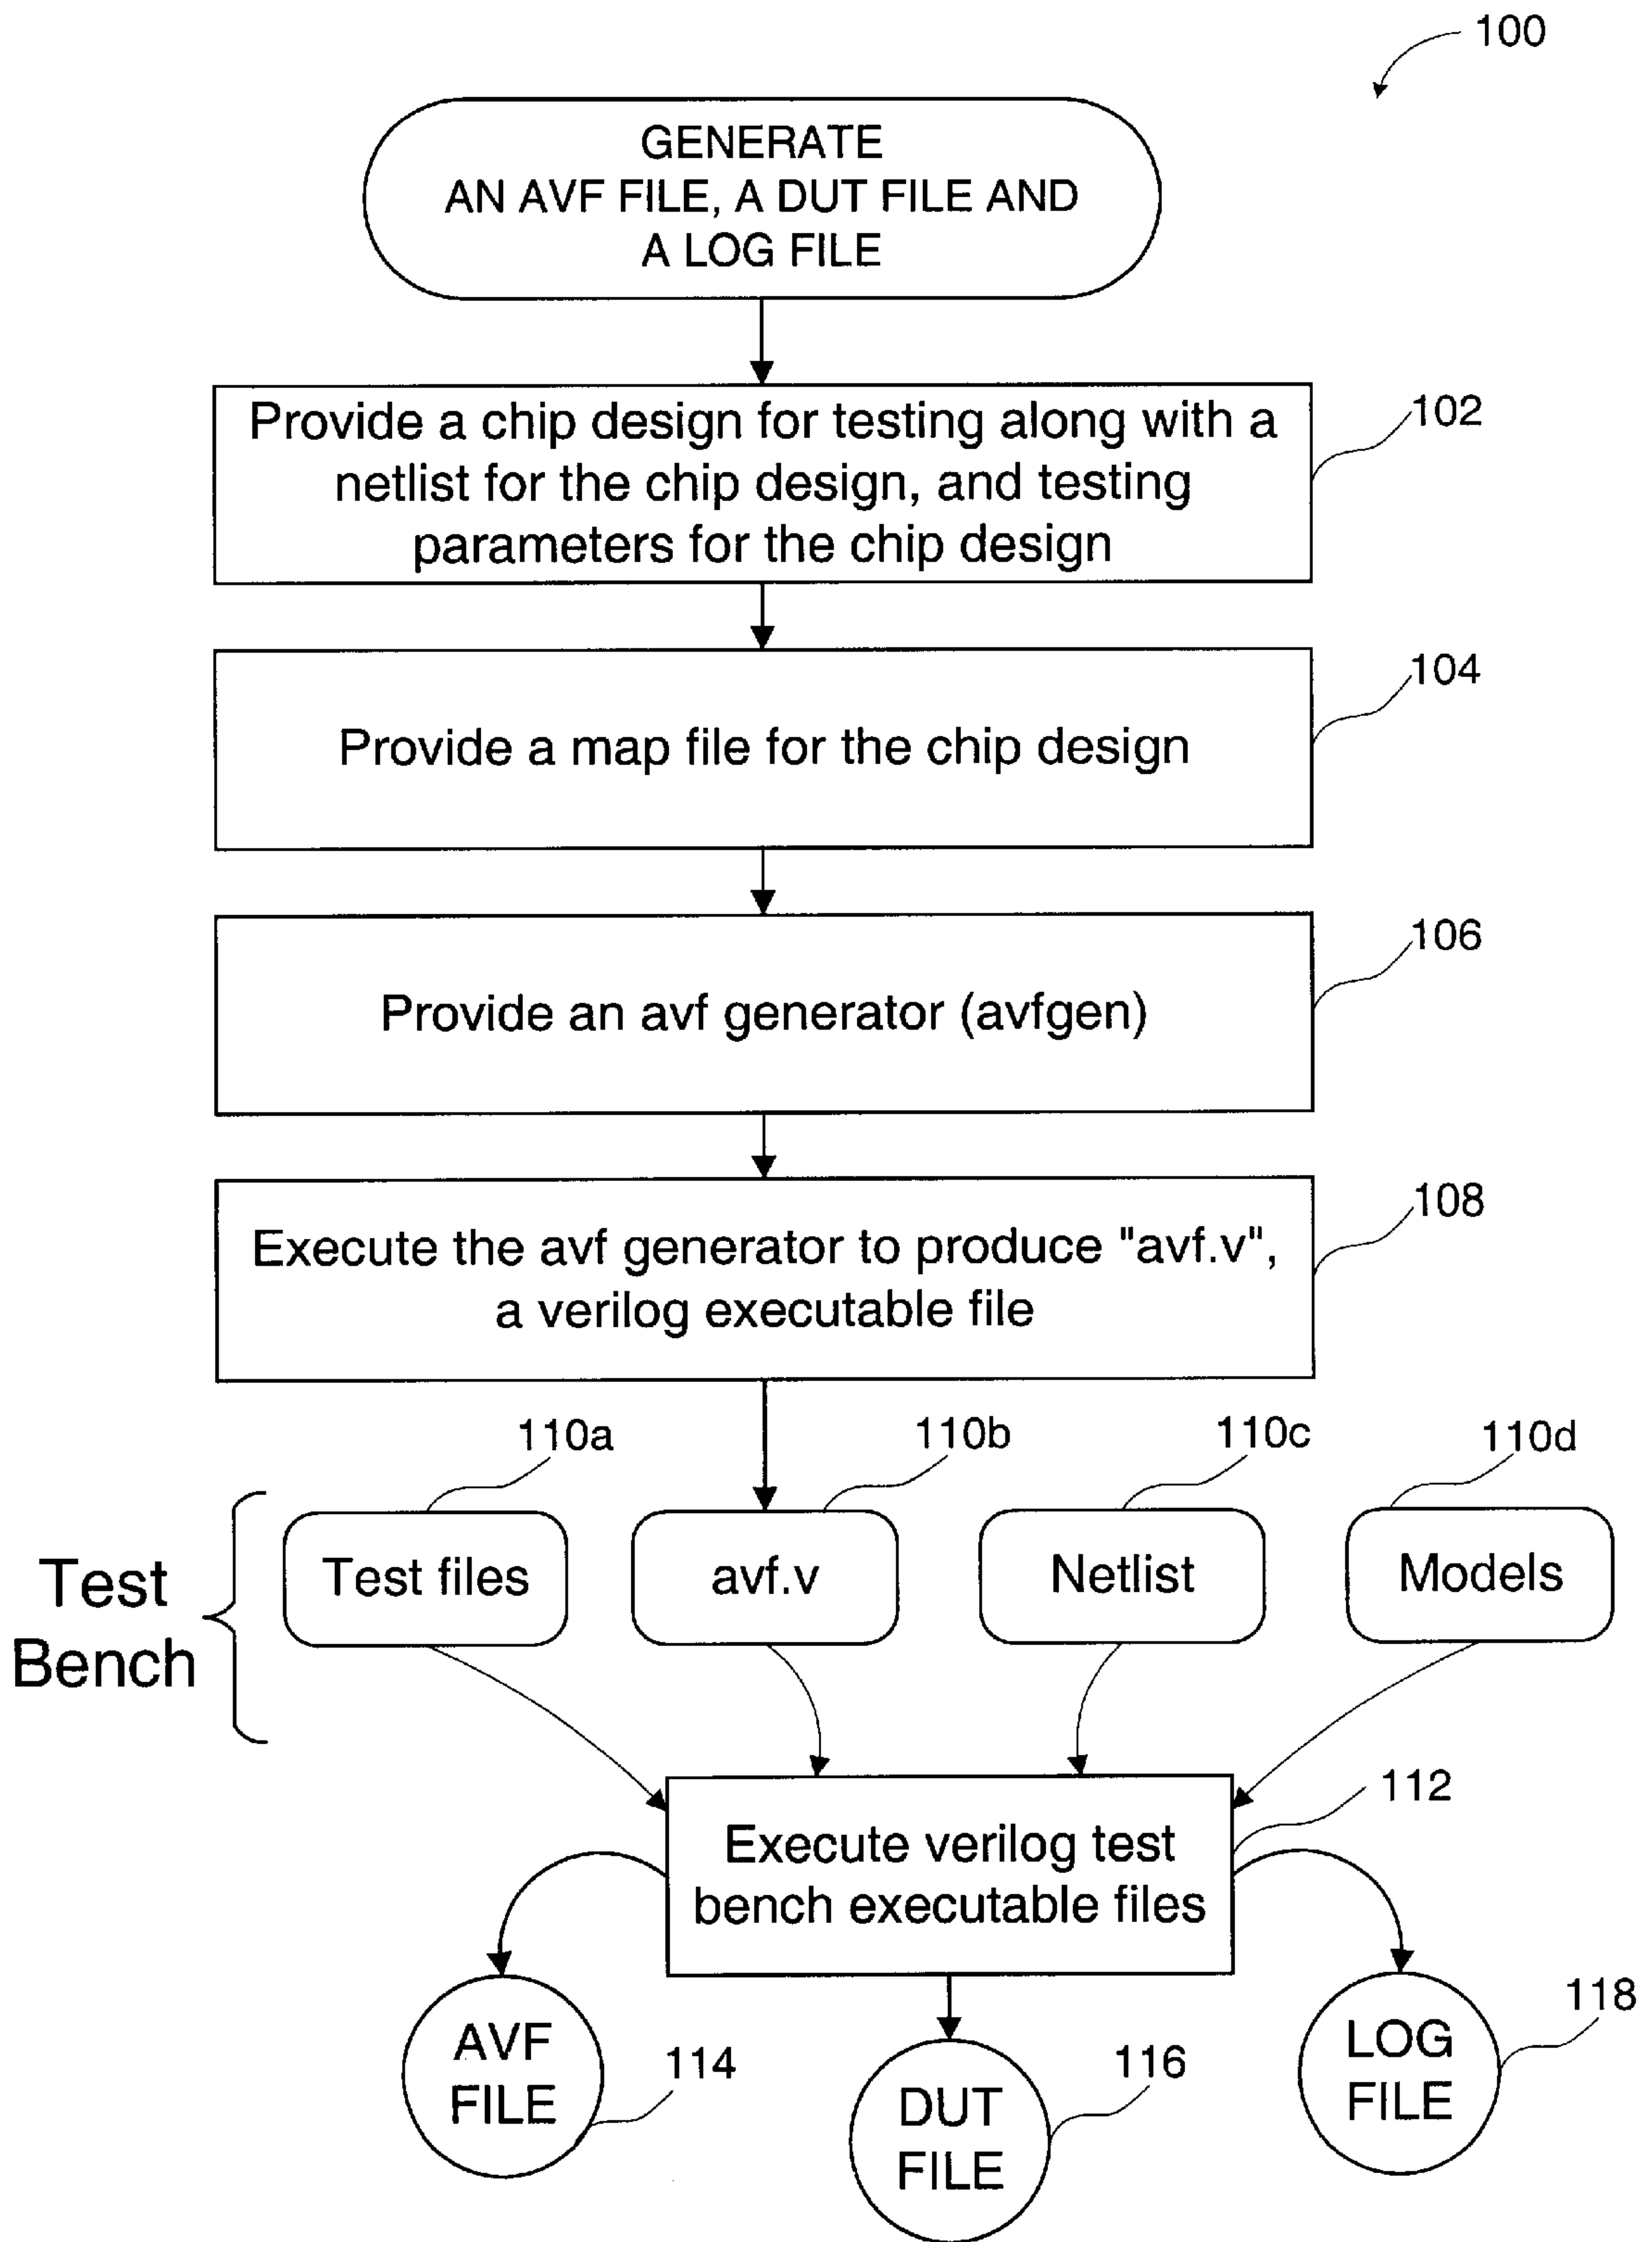 100
GENERATE
AN AVF FILE, A DUT FILE AND
A LOG FILE
Provide a chip design for testing along with a
netlist for the chip design, and testing
parameters for the chip design
102
Provide a map file for the chip design
104
Provide an avf generator (avfgen)
106
Execute the avf generator to produce "avf.v",
a verilog executable file
108
110a
110b
110c
110d
Test
Bench
Test files
avf.v
Netlist
Models
Execute verilog test
bench executable files
112
AVF
FILE
114
DUT
FILE
116
LOG
FILE
118